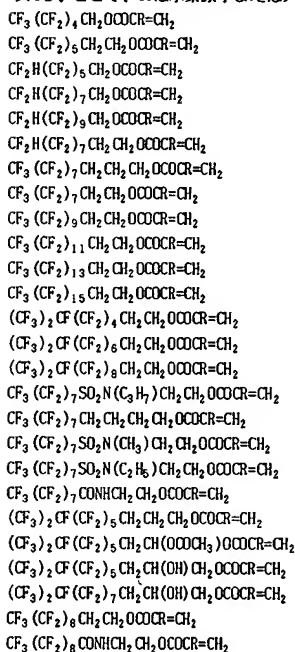 CF₃(CF₂)₄CH₂OCOCR=CH₂
CF₃(CF₂)₅CH₂CH₂OCOCR=CH₂
CF₂H(CF₂)₅CH₂OCOCR=CH₂
CF₂H(CF₂)₇CH₂OCOCR=CH₂
CF₂H(CF₂)₉CH₂OCOCR=CH₂
CF₂H(CF₂)₇CH₂CH₂OCOCR=CH₂
CF₃(CF₂)₇CH₂CH₂CH₂OCOCR=CH₂
CF₃(CF₂)₇CH₂CH₂OCOCR=CH₂
CF₃(CF₂)₉CH₂CH₂OCOCR=CH₂
CF₃(CF₂)₁₁CH₂CH₂OCOCR=CH₂
CF₃(CF₂)₁₃CH₂CH₂OCOCR=CH₂
CF₃(CF₂)₁₅CH₂CH₂OCOCR=CH₂
(CF₃)₂CF(CF₂)₄CH₂CH₂OCOCR=CH₂
(CF₃)₂CF(CF₂)₆CH₂CH₂OCOCR=CH₂
(CF₃)₂CF(CF₂)₈CH₂CH₂OCOCR=CH₂
CF₃(CF₂)₇SO₂N(C₃H₇)CH₂CH₂OCOCR=CH₂
CF₃(CF₂)₇CH₂CH₂CH₂CH₂OCOCR=CH₂
CF₃(CF₂)₇SO₂N(CH₃)CH₂CH₂OCOCR=CH₂
CF₃(CF₂)₇SO₂N(C₂H₅)CH₂CH₂OCOCR=CH₂
CF₃(CF₂)₇CONHCH₂CH₂OCOCR=CH₂
(CF₃)₂CF(CF₂)₅CH₂CH₂CH₂OCOCR=CH₂
(CF₃)₂CF(CF₂)₅CH₂CH(OCOCH₃)OCOCR=CH₂
(CF₃)₂CF(CF₂)₅CH₂CH(OH)CH₂OCOCR=CH₂
(CF₃)₂CF(CF₂)₇CH₂CH(OH)CH₂OCOCR=CH₂
CF₃(CF₂)₈CH₂CH₂OCOCR=CH₂
CF₃(CF₂)₈CONHCH₂CH₂OCOCR=CH₂